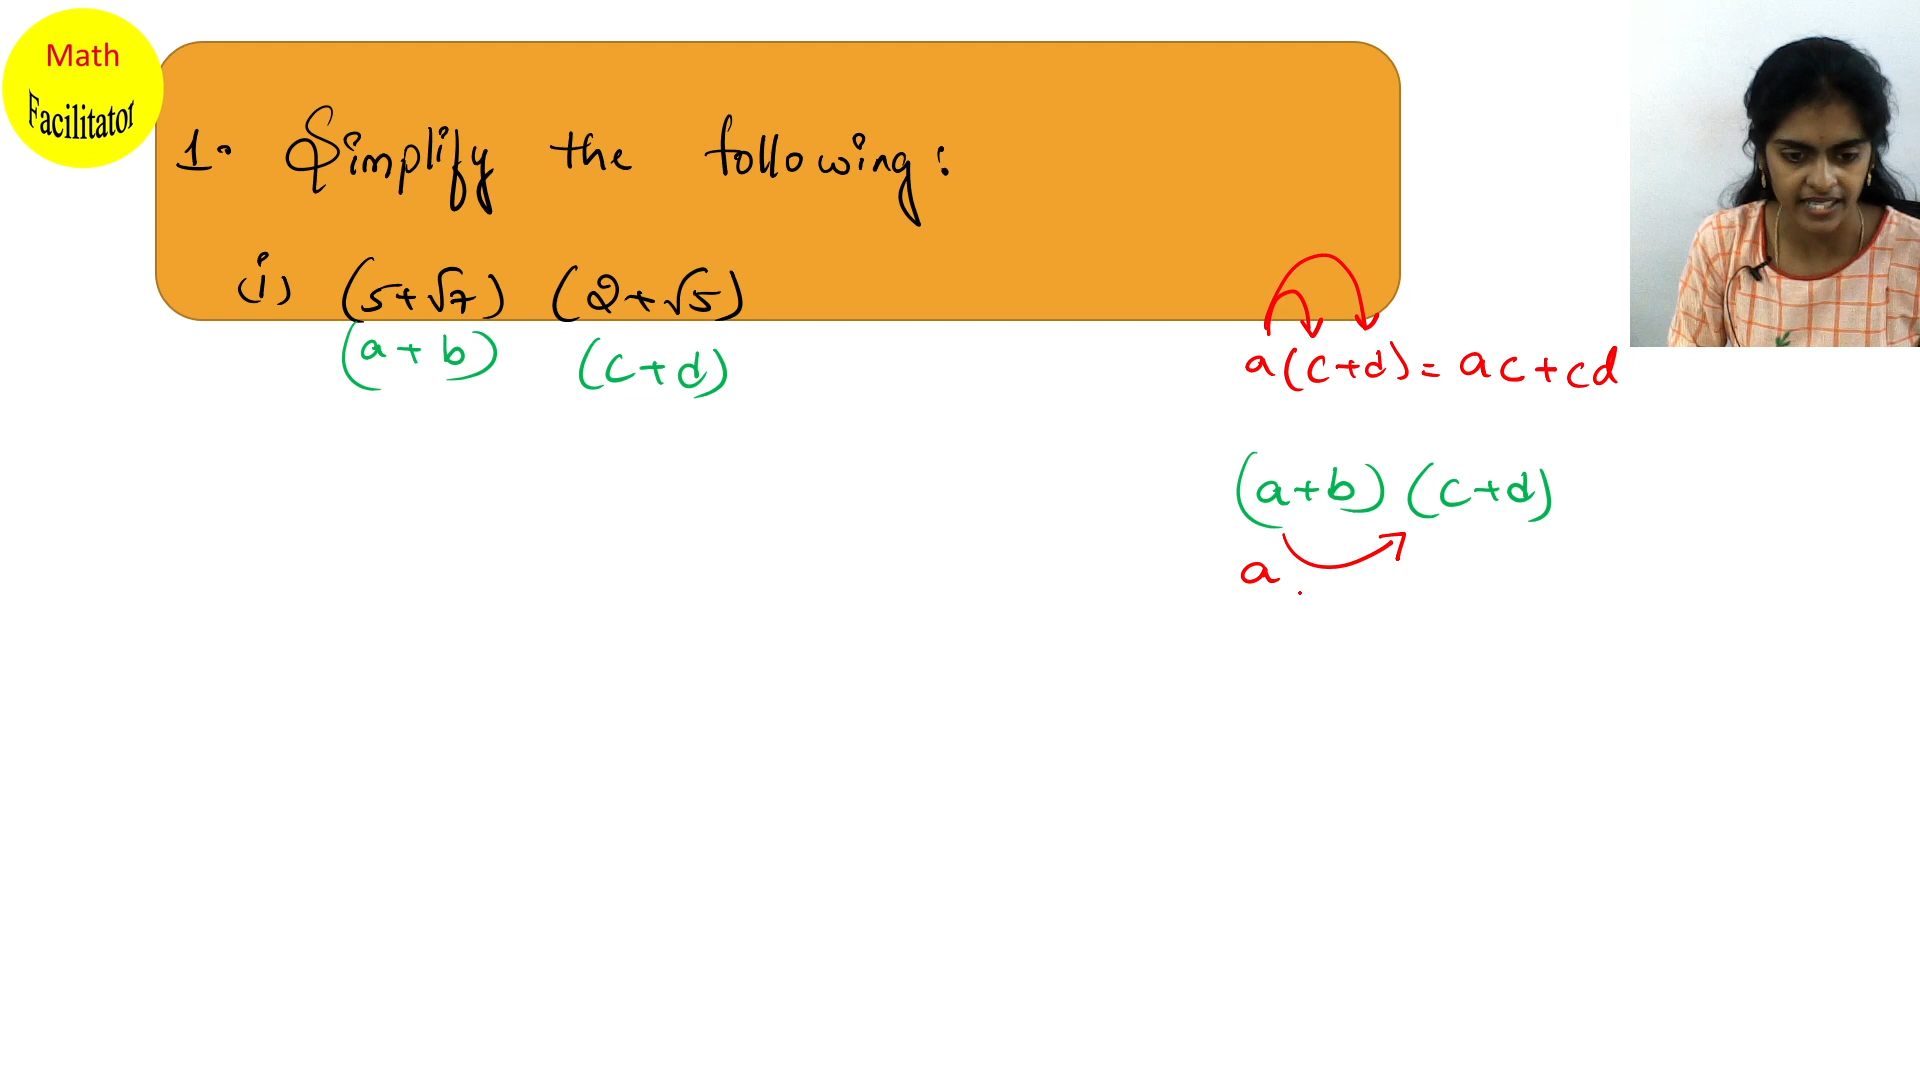 Math
Facilitator
1. Simplify the following:
(i) (5+√7) (2+√5)
(a+b) (c+d)
a(c+d) = ac+cd
(a+b) (c+d)
a